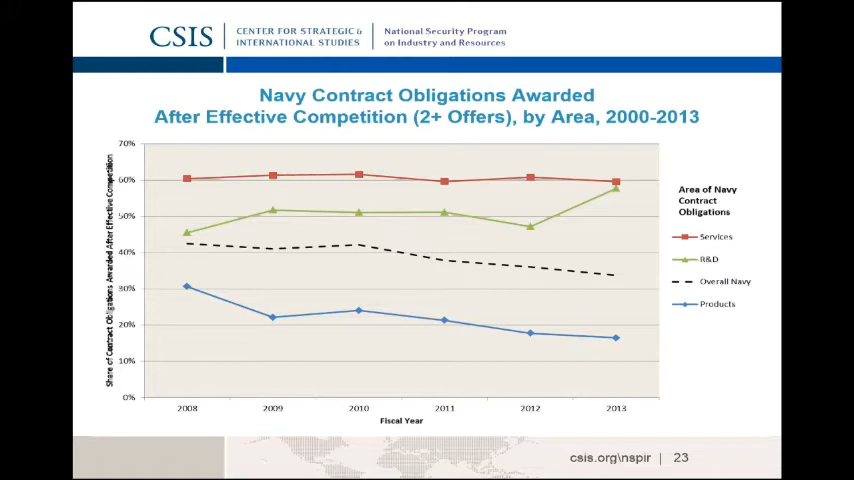 CSIS
CENTER FOR STRATEGIC &
INTERNATIONAL STUDIES
National Security Program
on Industry and Resources
Navy Contract Obligations Awarded
After Effective Competition (2+ Offers), by Area, 2000-2013
Share of Contract Obligations Awarded After Effective Competition
70%
60%
50%
40%
30%
20%
10%
0%
2008 2009 2010 2011 2012 2013
Fiscal Year
Area of Navy
Contract
Obligations
Services
R&D
Overall Navy
Products
csis.org\nspir | 23